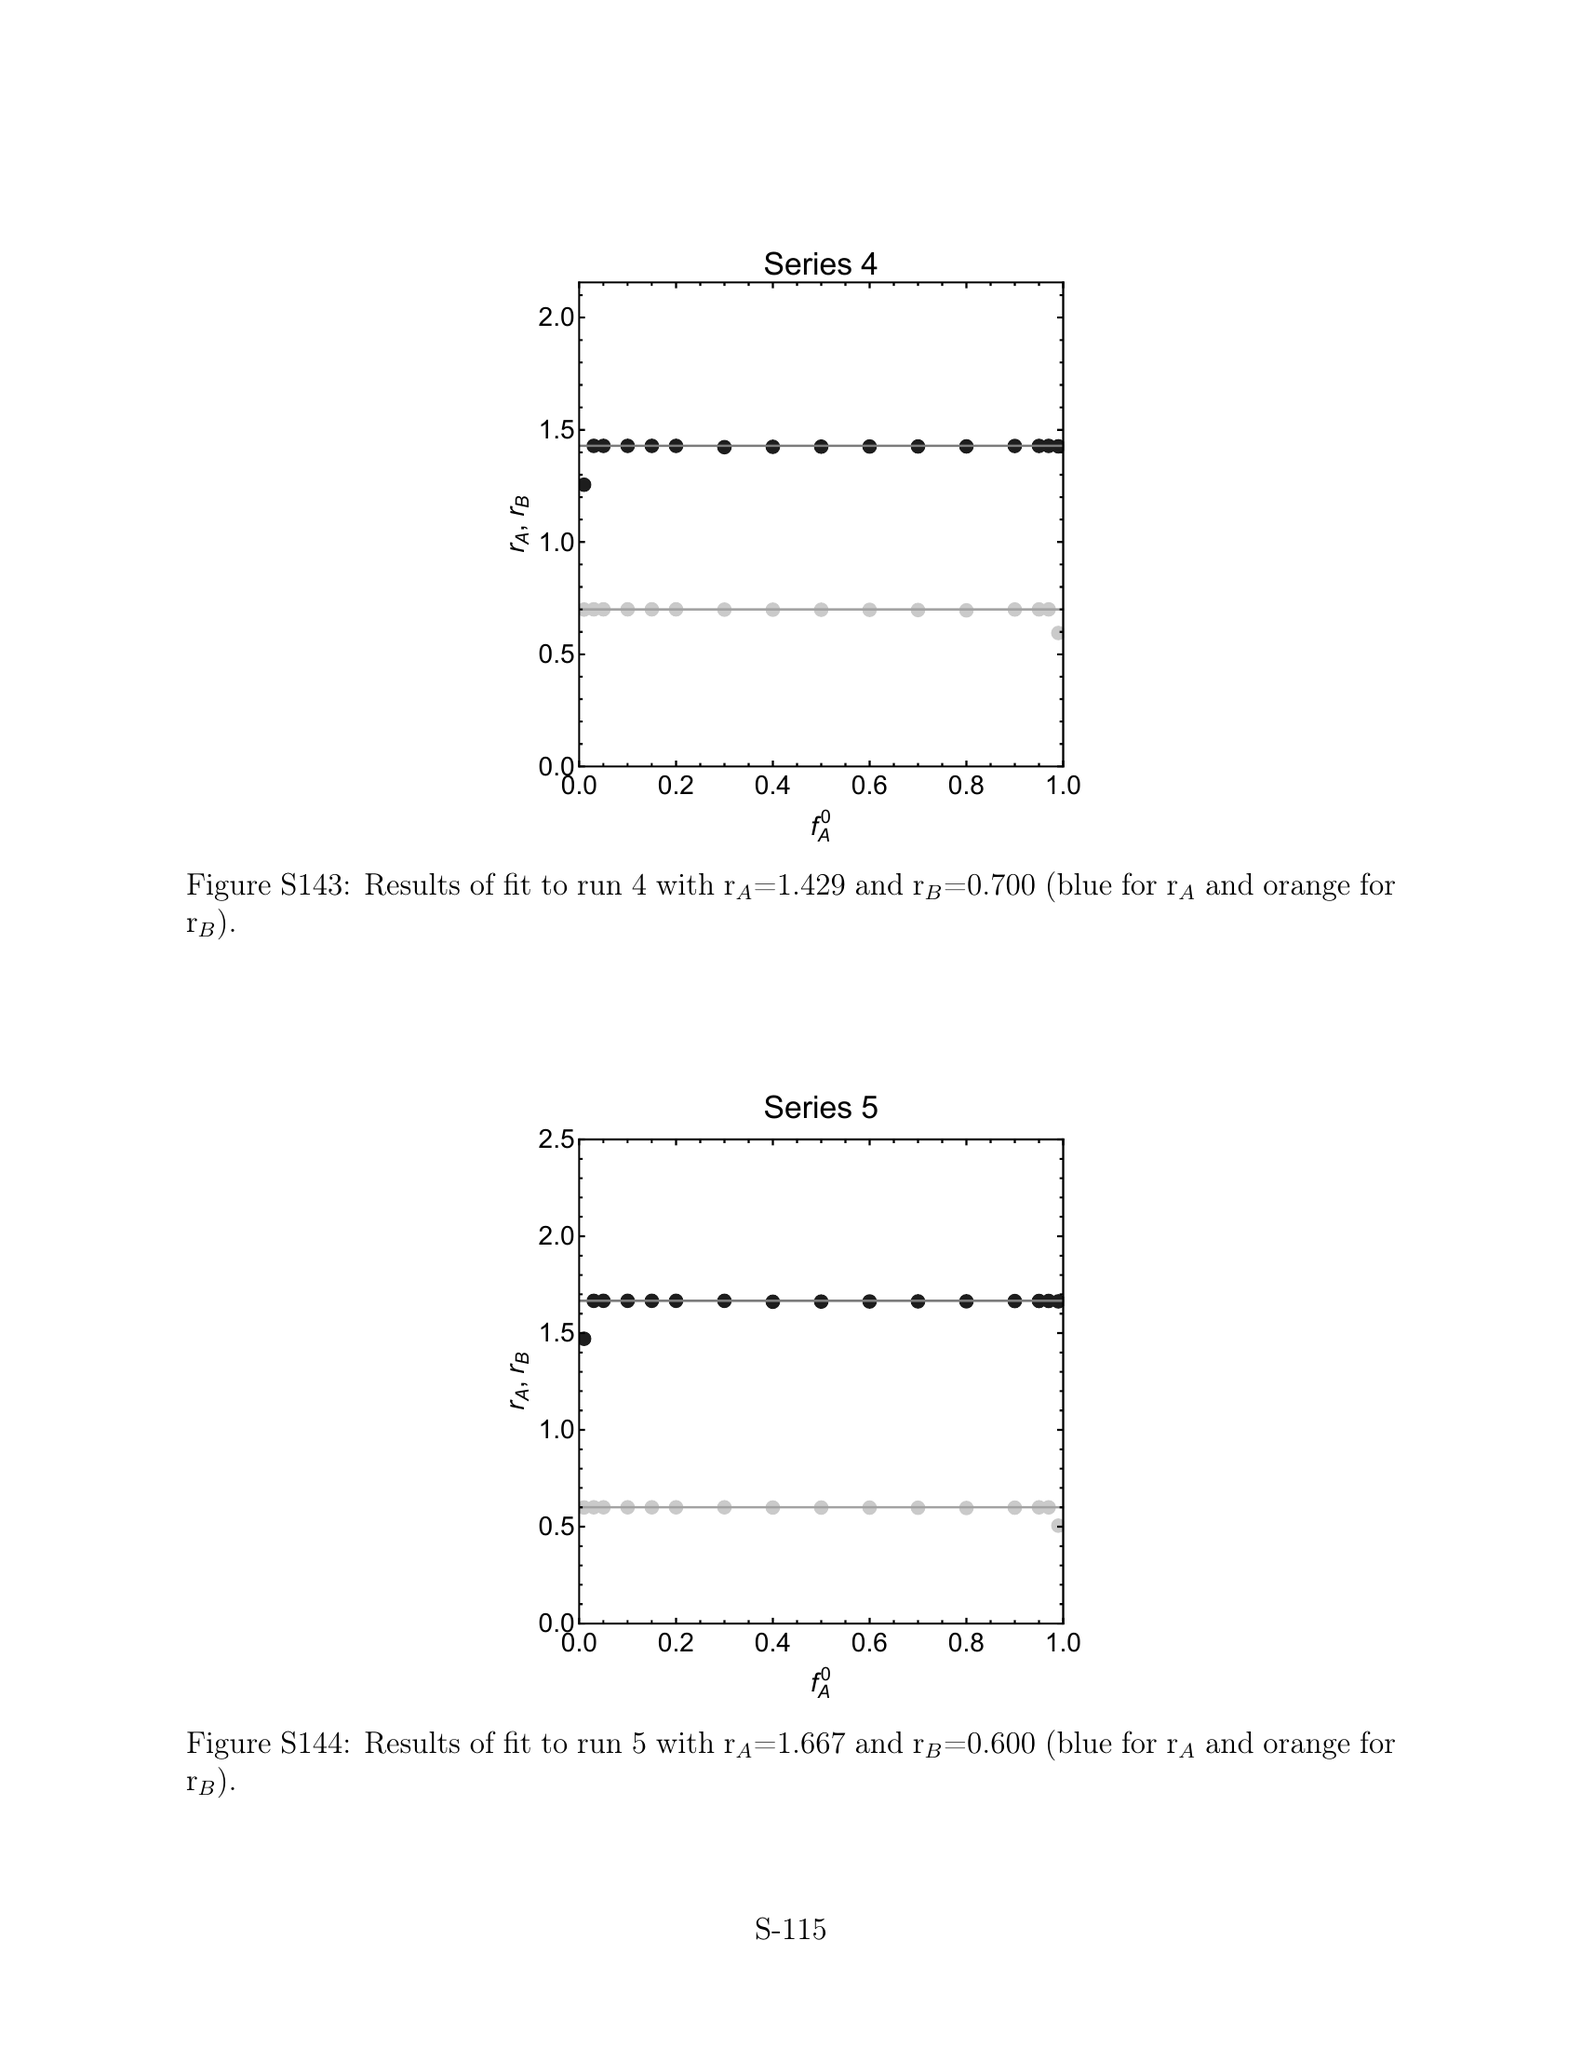 Series 4
2.0
1.5
1.0
0.5
0.0
r_A, r_B
0.0 0.2 0.4 0.6 0.8 1.0
f_A^0
Figure S143: Results of fit to run 4 with r_A=1.429 and r_B=0.700 (blue for r_A and orange for
r_B).
Series 5
2.5
2.0
1.5
1.0
0.5
0.0
r_A, r_B
0.0 0.2 0.4 0.6 0.8 1.0
f_A^0
Figure S144: Results of fit to run 5 with r_A=1.667 and r_B=0.600 (blue for r_A and orange for
r_B).
S-115